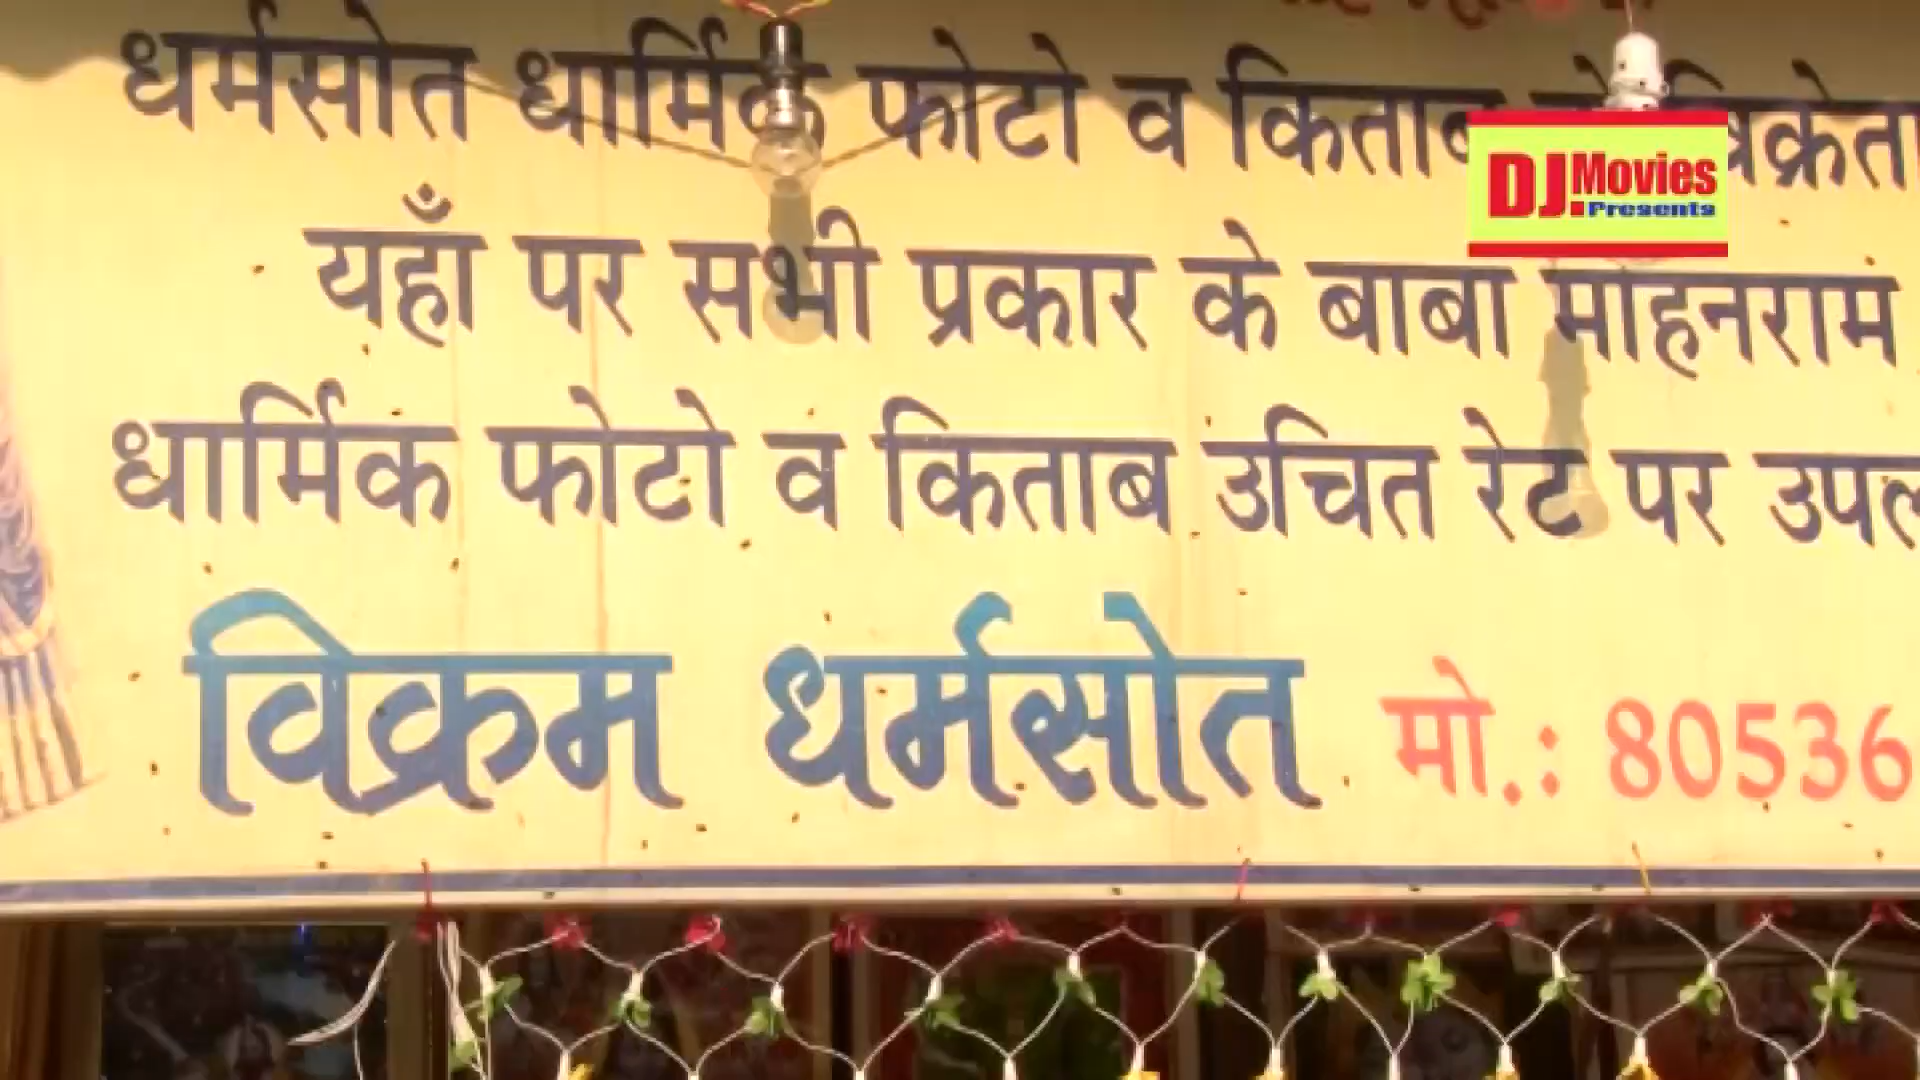 धर्मसोत धार्मिक फोटो व किताब के विक्रेता
यहाँ पर सभी प्रकार के बाबा मोहनराम
धार्मिक फोटो व किताब उचित रेट पर उपल
विक्रम धर्मसोत मो.: 80536
DJ.Movies
Presents